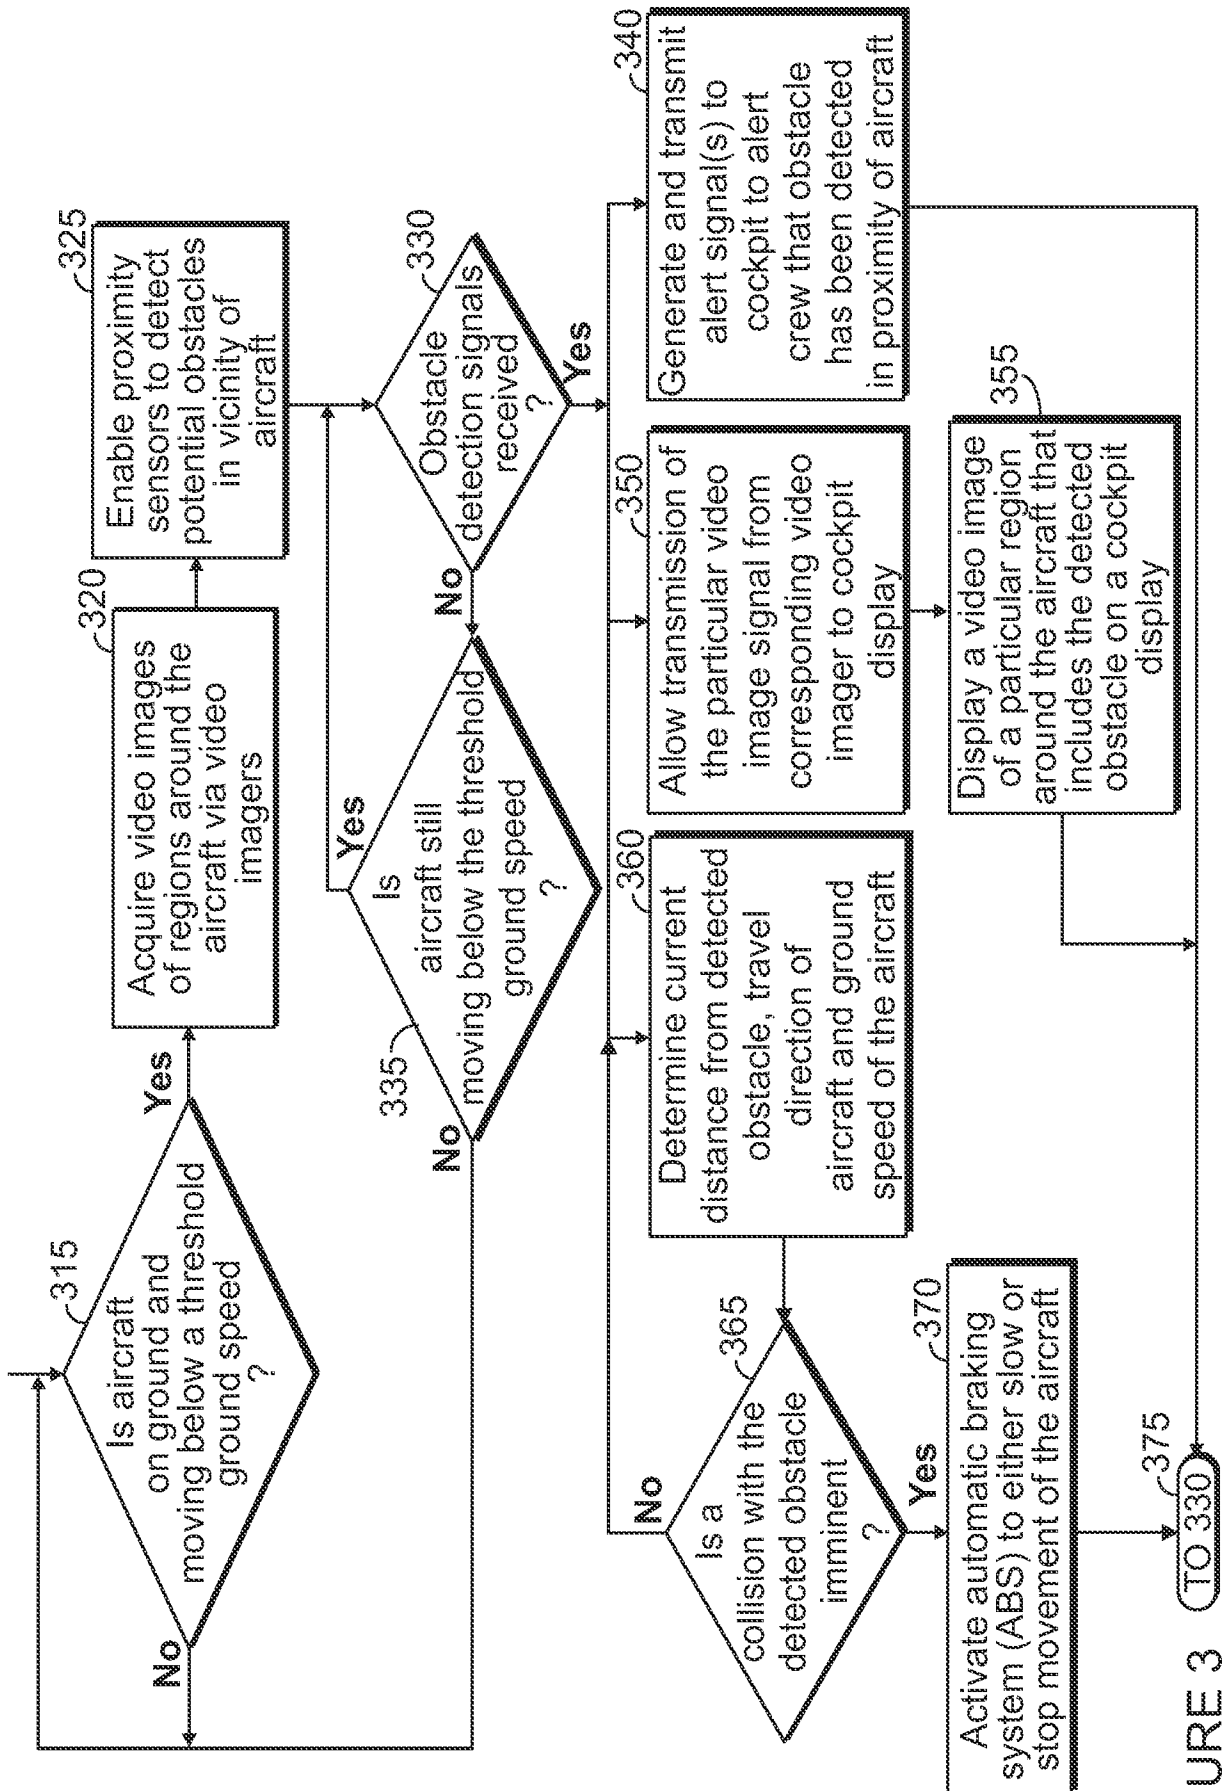 315
Is aircraft
on ground and
moving below a threshold
ground speed
?
No
Yes
320
Acquire video images
of regions around the
aircraft via video
imagers
325
Enable proximity
sensors to detect
potential obstacles
in vicinity of
aircraft
330
Obstacle
detection signals
received
?
No
Yes
335
Is
aircraft still
moving below the threshold
ground speed
?
Yes
No
340
Generate and transmit
alert signal(s) to
cockpit to alert
crew that obstacle
has been detected
in proximity of aircraft
350
Allow transmission of
the particular video
image signal from
corresponding video
imager to cockpit
display
355
Display a video image
of a particular region
around the aircraft that
includes the detected
obstacle on a cockpit
display
360
Determine current
distance from detected
obstacle, travel
direction of
aircraft and ground
speed of the aircraft
365
Is a
collision with the
detected obstacle
imminent
?
No
Yes
370
Activate automatic braking
system (ABS) to either slow or
stop movement of the aircraft
375
TO 330
URE 3